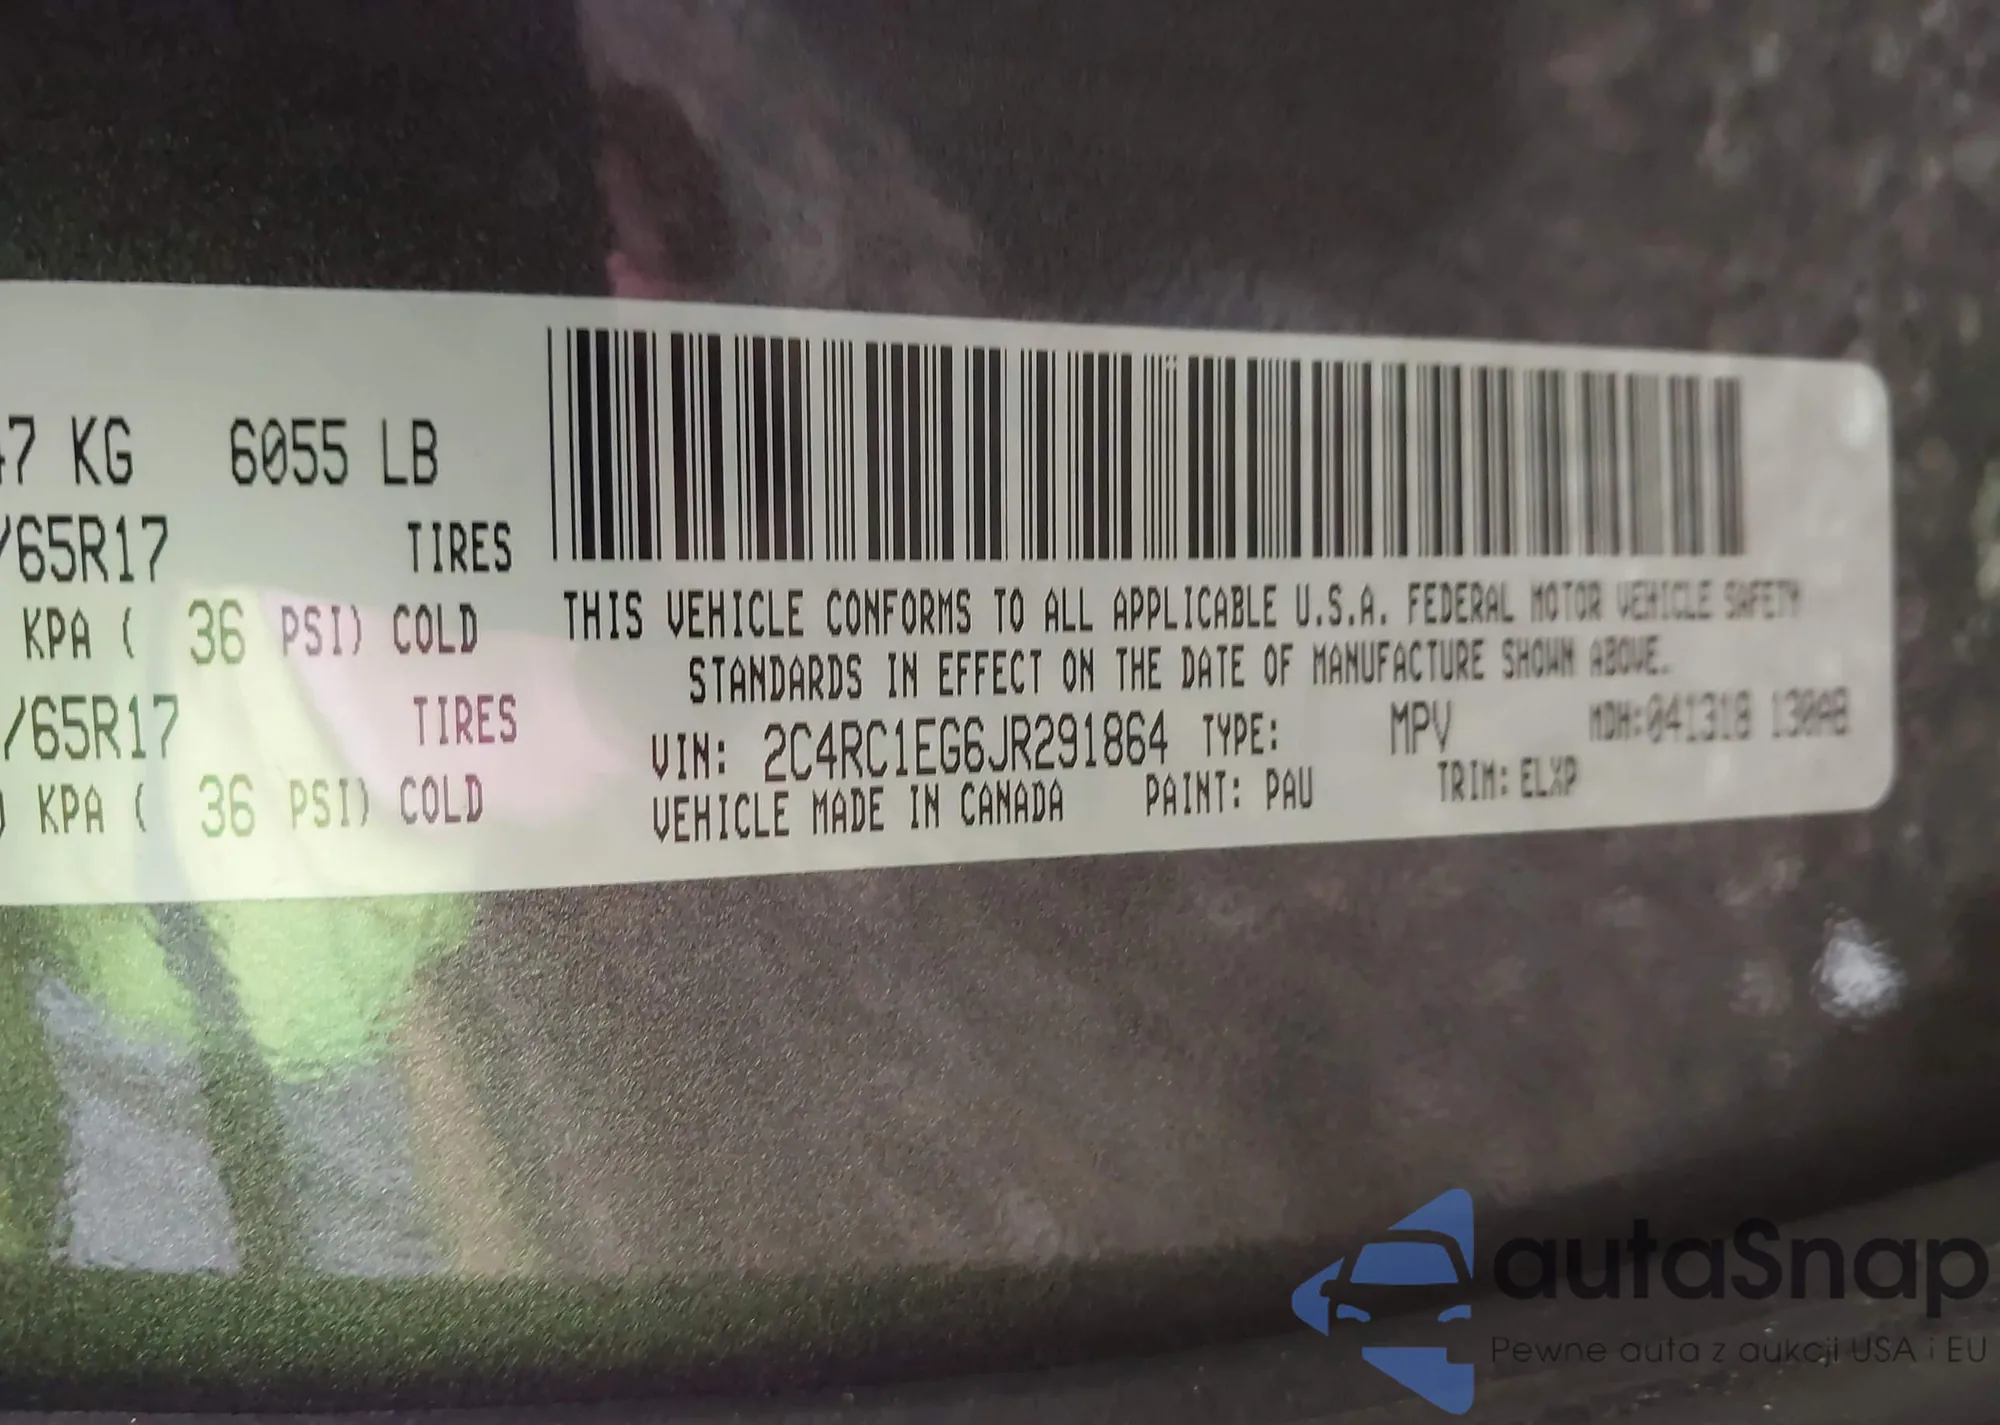 47 KG 6055 LB
/65R17 TIRES
KPA ( 36 PSI) COLD
/65R17 TIRES
KPA ( 36 PSI) COLD
THIS VEHICLE CONFORMS TO ALL APPLICABLE U.S.A. FEDERAL MOTOR VEHICLE SAFETY
STANDARDS IN EFFECT ON THE DATE OF MANUFACTURE SHOWN ABOVE.
VIN: 2C4RC1EG6JR291864 TYPE: MPV MDH:041318 130AB
VEHICLE MADE IN CANADA PAINT: PAU TRIM: ELXP
autaSnap
Pewne auta z aukcji USA i EU